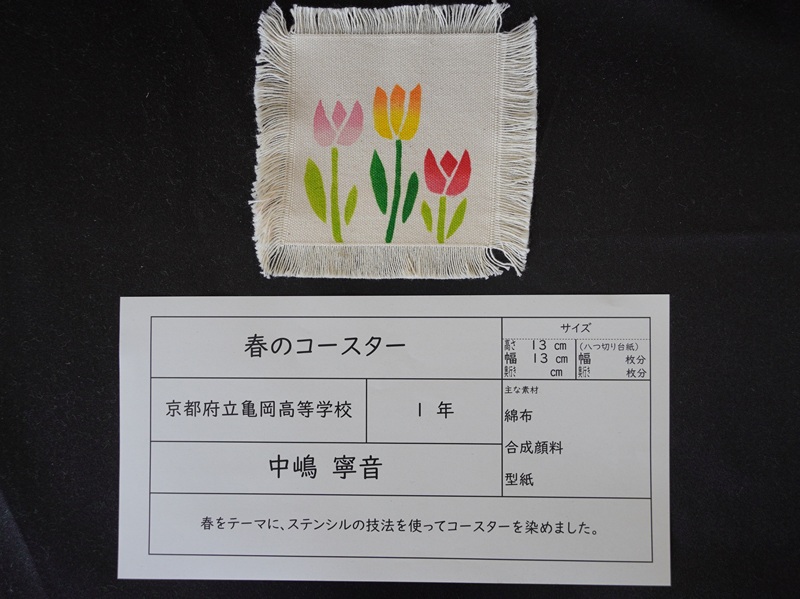 春のコースター
サイズ
高さ 13 cm
幅 13 cm
奥行き cm
(八つ切り台紙)
幅 枚分
奥行き 枚分
京都府立亀岡高等学校
1 年
主な素材
綿布
合成顔料
型紙
中嶋 寧音
春をテーマに、ステンシルの技法を使ってコースターを染めました。